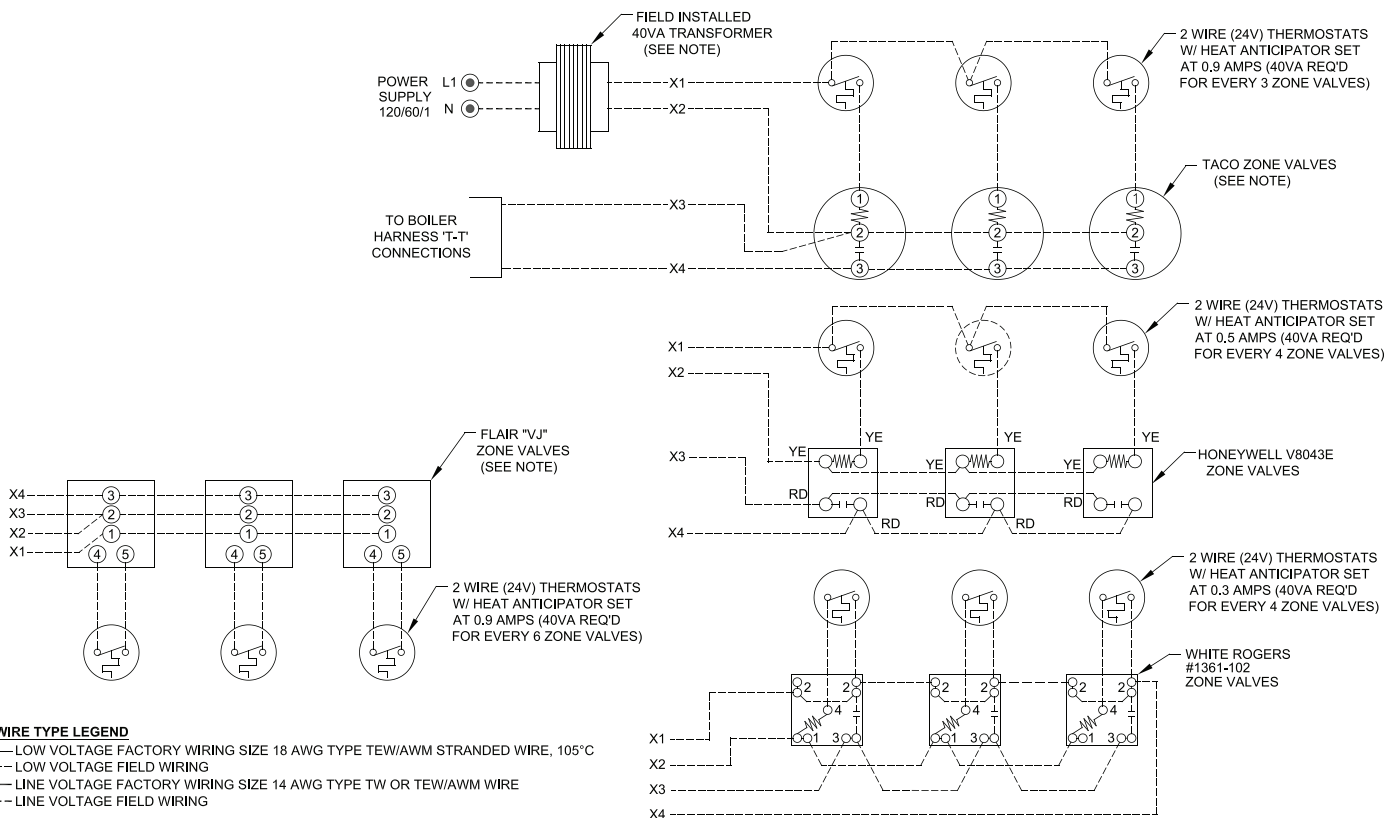 FIELD INSTALLED
40VA TRANSFORMER
(SEE NOTE)
POWER
SUPPLY
120/60/1
L1
N
X1
X2
2 WIRE (24V) THERMOSTATS
W/ HEAT ANTICIPATOR SET
AT 0.9 AMPS (40VA REQ'D
FOR EVERY 3 ZONE VALVES)
TACO ZONE VALVES
(SEE NOTE)
TO BOILER
HARNESS 'T-T'
CONNECTIONS
X3
X4
1 1 1
2 2 2
3 3 3
2 WIRE (24V) THERMOSTATS
W/ HEAT ANTICIPATOR SET
AT 0.5 AMPS (40VA REQ'D
FOR EVERY 4 ZONE VALVES)
X1
X2
X3
X4
YE YE YE
YE YE YE
RD RD RD
RD RD
HONEYWELL V8043E
ZONE VALVES
FLAIR "VJ"
ZONE VALVES
(SEE NOTE)
X4
X3
X2
X1
3 3 3
2 2 2
1 1 1
4 5 4 5 4 5
2 WIRE (24V) THERMOSTATS
W/ HEAT ANTICIPATOR SET
AT 0.9 AMPS (40VA REQ'D
FOR EVERY 6 ZONE VALVES)
2 WIRE (24V) THERMOSTATS
W/ HEAT ANTICIPATOR SET
AT 0.3 AMPS (40VA REQ'D
FOR EVERY 4 ZONE VALVES)
WHITE ROGERS
#1361-102
ZONE VALVES
2 2 2 2 2 2
4 4 4
1 3 1 3 1 3
X1
X2
X3
X4
WIRE TYPE LEGEND
LOW VOLTAGE FACTORY WIRING SIZE 18 AWG TYPE TEW/AWM STRANDED WIRE, 105°C
LOW VOLTAGE FIELD WIRING
LINE VOLTAGE FACTORY WIRING SIZE 14 AWG TYPE TW OR TEW/AWM WIRE
LINE VOLTAGE FIELD WIRING